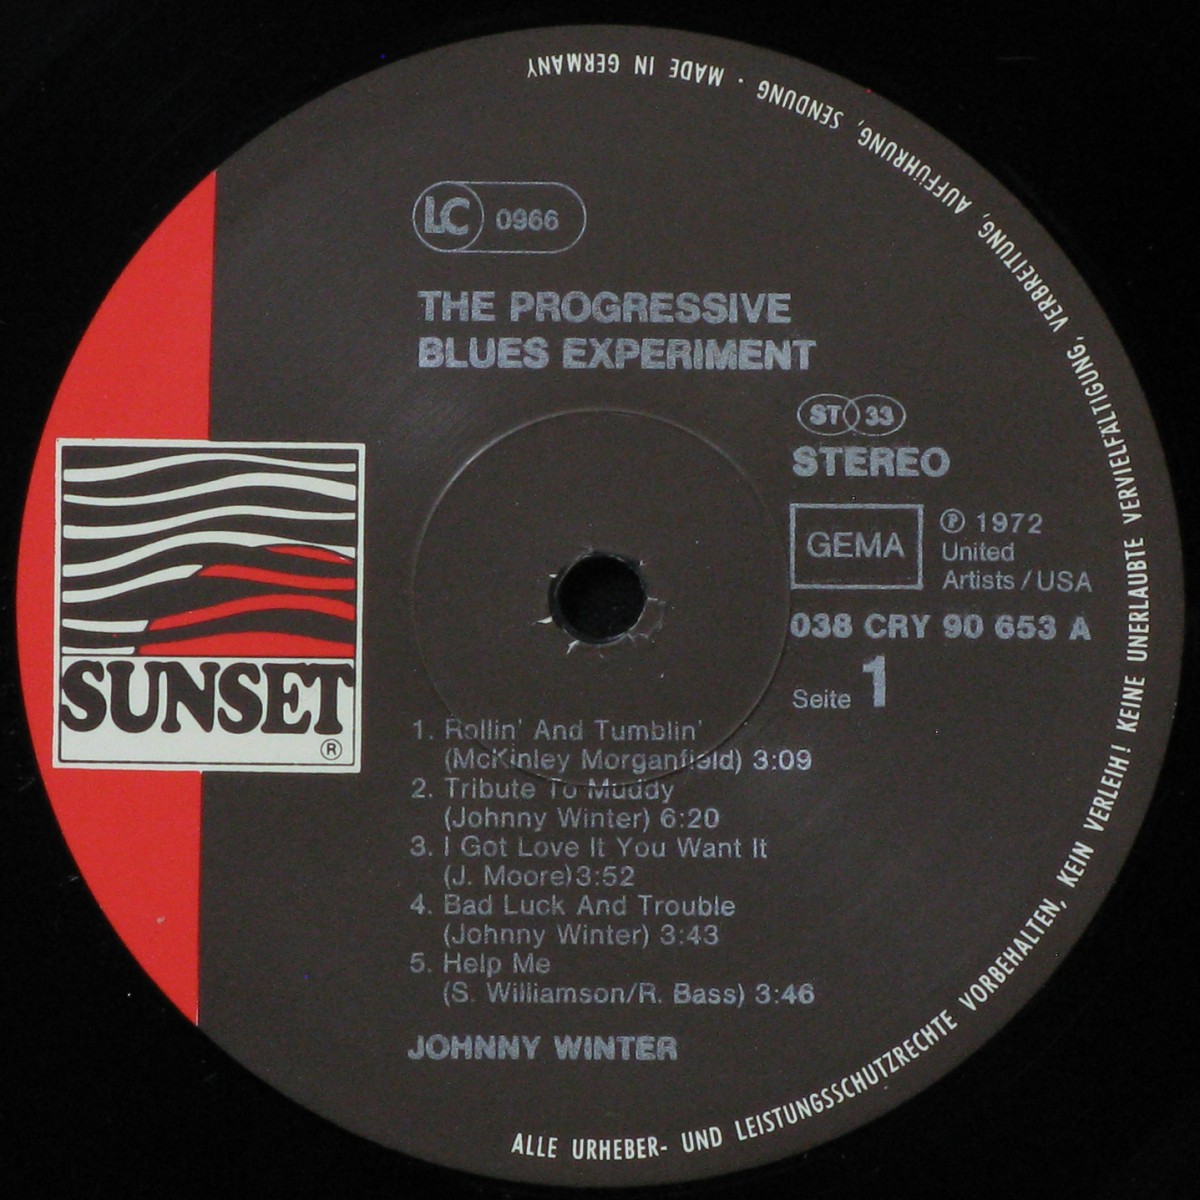 LC 0966
THE PROGRESSIVE
BLUES EXPERIMENT
ST 33
STEREO
GEMA
℗ 1972
United
Artists / USA
038 CRY 90 653 A
Seite 1
SUNSET
®
1. Rollin' And Tumblin'
(McKinley Morganfield) 3:09
2. Tribute To Muddy
(Johnny Winter) 6:20
3. I Got Love It You Want It
(J. Moore) 3:52
4. Bad Luck And Trouble
(Johnny Winter) 3:43
5. Help Me
(S. Williamson/R. Bass) 3:46
JOHNNY WINTER
ALLE URHEBER- UND LEISTUNGSSCHUTZRECHTE VORBEHALTEN, KEIN VERLEIH! KEINE UNERLAUBTE VERVIELFÄLTIGUNG, VERBREITUNG, AUFFÜHRUNG, SENDUNG, · MADE IN GERMANY